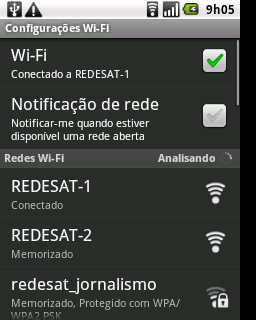 9h05
Configurações Wi-Fi
Wi-Fi
Conectado a REDESAT-1
Notificação de rede
Notificar-me quando estiver
disponível uma rede aberta
Redes Wi-Fi Analisando
REDESAT-1
Conectado
REDESAT-2
Memorizado
redesat_jornalismo
Memorizado, Protegido com WPA/
WPA2 PSK